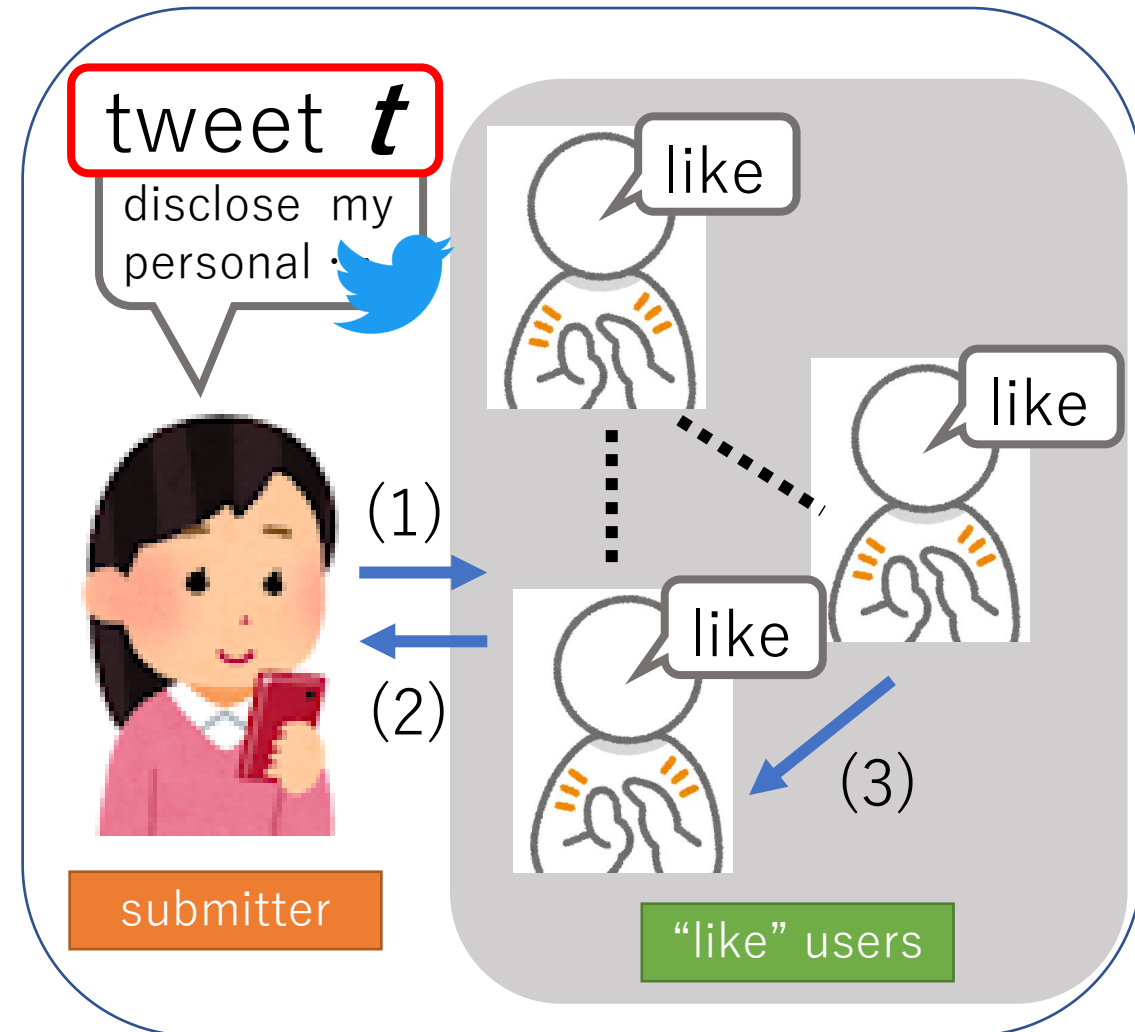 tweet t
disclose my
personal
like
like
(1)
like
(2)
(3)
submitter
“like” users